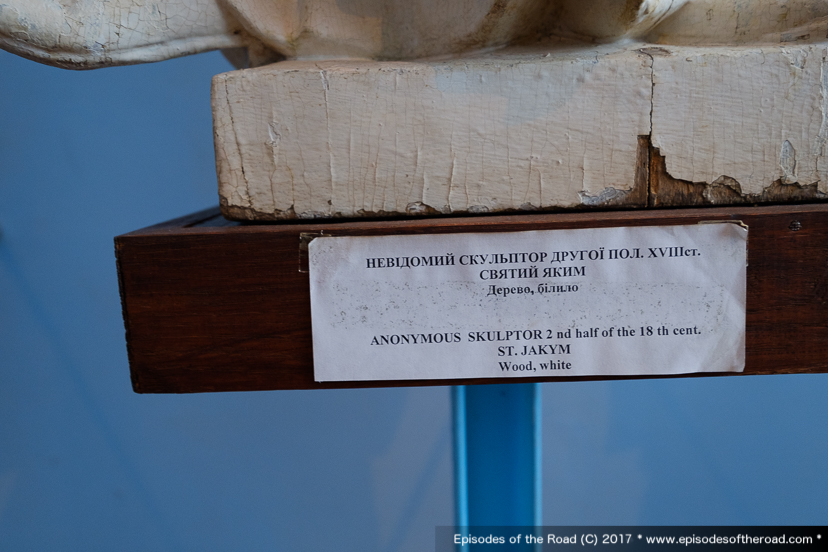 НЕВІДОМИЙ СКУЛЬПТОР ДРУГОЇ ПОЛ. XVIIIст.
СВЯТИЙ ЯКИМ
Дерево, білило
ANONYMOUS SKULPTOR 2 nd half of the 18 th cent.
ST. JAKYM
Wood, white
Episodes of the Road (C) 2017 * www.episodesoftheroad.com *